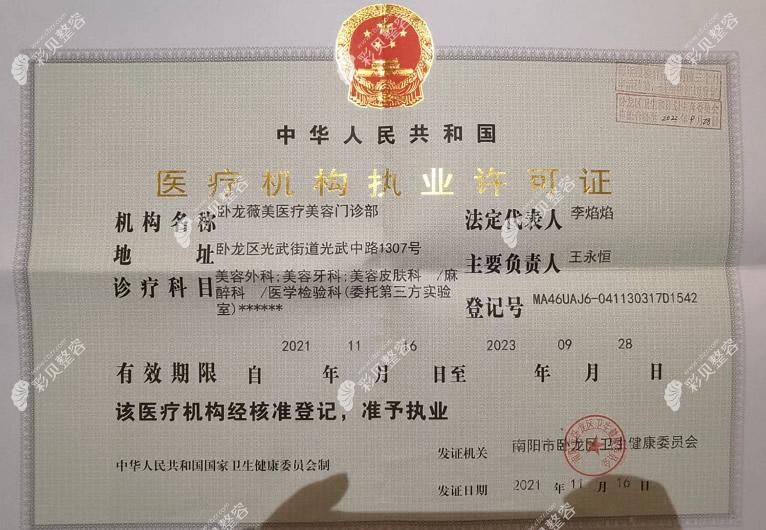 中华人民共和国
医疗机构执业许可证
机构名称 卧龙薇美医疗美容门诊部
法定代表人 李焰焰
地址 卧龙区光武街道光武中路1307号
主要负责人 王永恒
诊疗科目 美容外科;美容牙科;美容皮肤科 /麻
醉科 /医学检验科(委托第三方实验
室)******
登记号 MA46UAJ6-041130317D1542
有效期限 自 2021 年 11 月 16 日至 2023 年 09 月 28 日
该医疗机构经核准登记，准予执业
发证机关 南阳市卧龙区卫生健康委员会
中华人民共和国国家卫生健康委员会制
发证日期 2021 年 11 月 16 日
彩贝整容